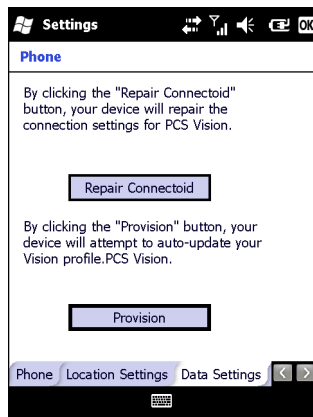 Settings
OK
Phone
By clicking the "Repair Connectoid"
button, your device will repair the
connection settings for PCS Vision.
Repair Connectoid
By clicking the "Provision" button, your
device will attempt to auto-update your
Vision profile.PCS Vision.
Provision
Phone Location Settings Data Settings